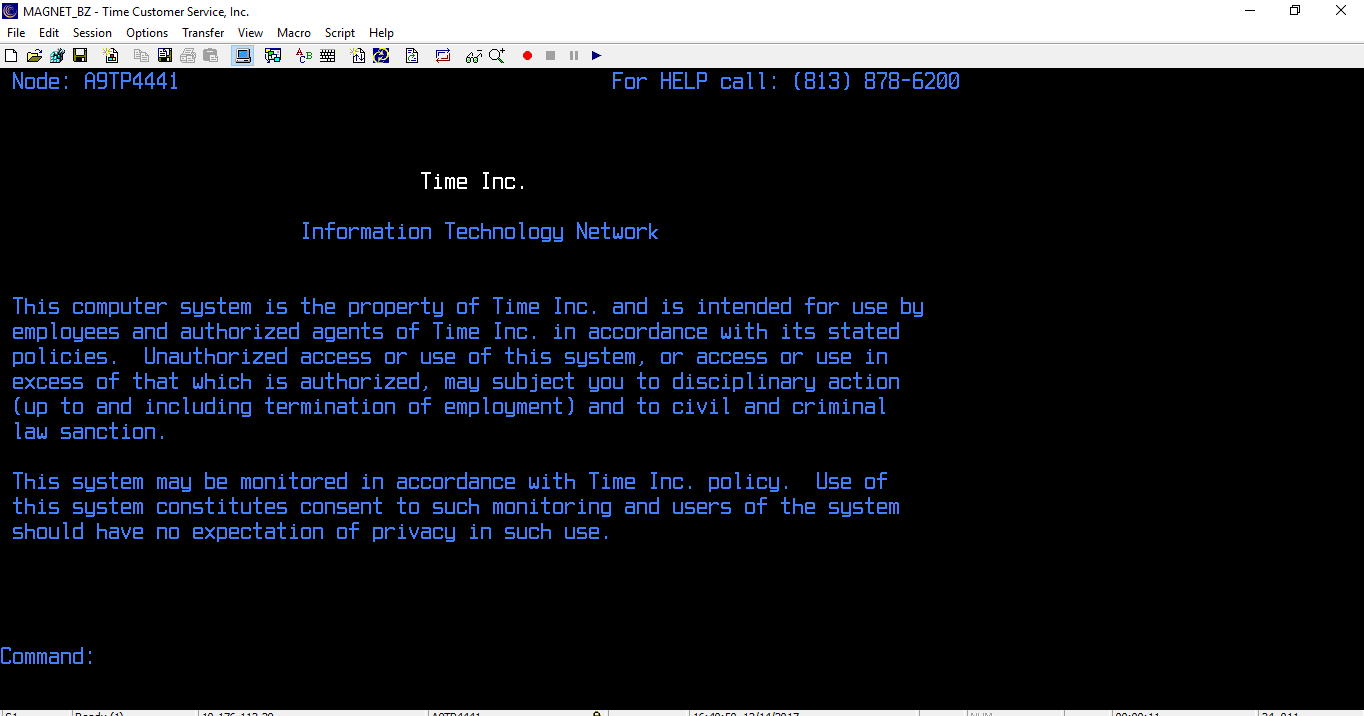 MAGNET_BZ - Time Customer Service, Inc.
File Edit Session Options Transfer View Macro Script Help
Node: A9TP4441 For HELP call: (813) 878-6200
Time Inc.
Information Technology Network
This computer system is the property of Time Inc. and is intended for use by
employees and authorized agents of Time Inc. in accordance with its stated
policies. Unauthorized access or use of this system, or access or use in
excess of that which is authorized, may subject you to disciplinary action
(up to and including termination of employment) and to civil and criminal
law sanction.
This system may be monitored in accordance with Time Inc. policy. Use of
this system constitutes consent to such monitoring and users of the system
should have no expectation of privacy in such use.
Command: